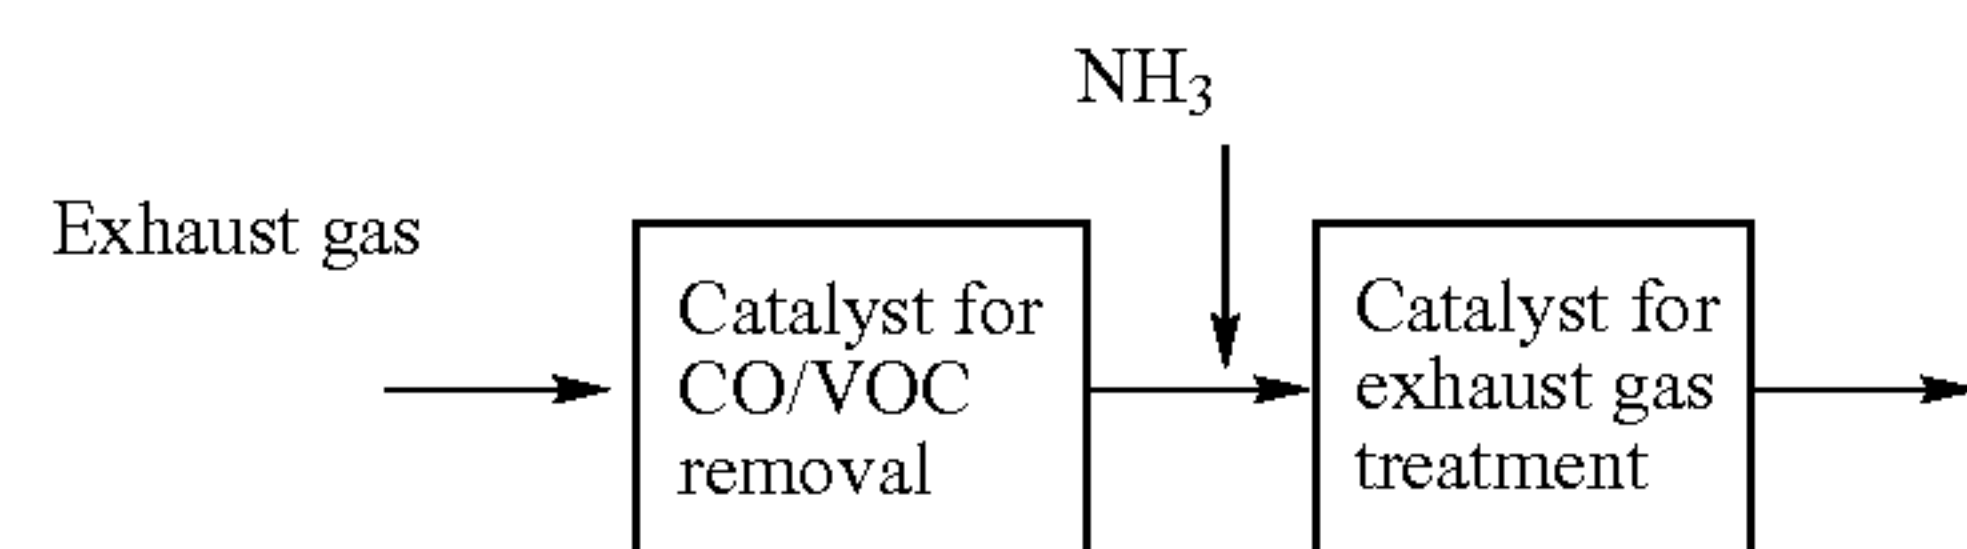 NH₃
Exhaust gas
Catalyst for
CO/VOC
removal
Catalyst for
exhaust gas
treatment